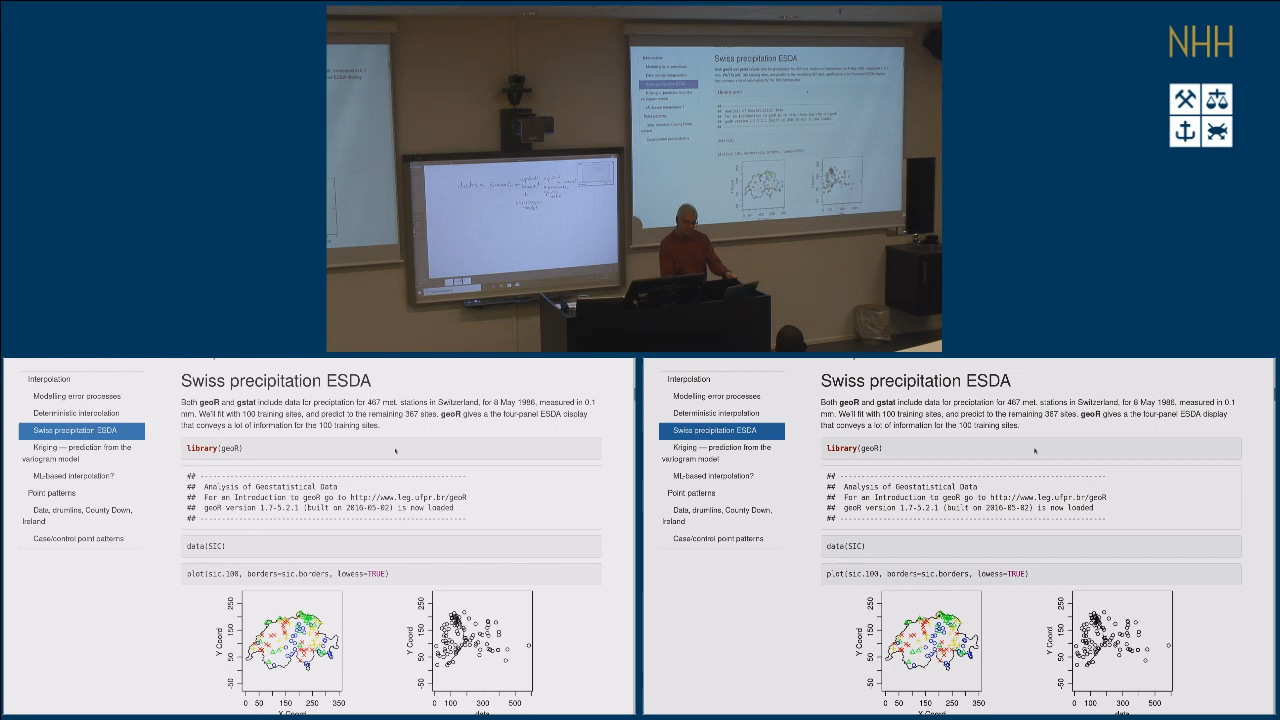 NHH
Interpolation
Modelling error processes
Deterministic interpolation
Swiss precipitation ESDA
Kriging — prediction from the
variogram model
ML-based interpolation?
Point patterns
Data, drumlins, County Down,
Ireland
Case/control point patterns
Swiss precipitation ESDA
Both geoR and gstat include data for precipitation for 467 met. stations in Switzerland, for 8 May 1986, measured in 0.1
mm. We'll fit with 100 training sites, and predict to the remaining 367 sites. geoR gives a the four-panel ESDA display
that conveys a lot of information for the 100 training sites.
library(geoR)
## --------------------------------------------------------------
##  Analysis of Geostatistical Data
##  For an Introduction to geoR go to http://www.leg.ufpr.br/geoR
##  geoR version 1.7-5.2.1 (built on 2016-05-02) is now loaded
## --------------------------------------------------------------
data(SIC)
plot(sic.100, borders=sic.borders, lowess=TRUE)
Y Coord
-50 50 150 250
0 50 150 250 350
X Coord
Y Coord
-50 50 150 250
0 100 300 500
data
Interpolation
Modelling error processes
Deterministic interpolation
Swiss precipitation ESDA
Kriging — prediction from the
variogram model
ML-based interpolation?
Point patterns
Data, drumlins, County Down,
Ireland
Case/control point patterns
Swiss precipitation ESDA
Both geoR and gstat include data for precipitation for 467 met. stations in Switzerland, for 8 May 1986, measured in 0.1
mm. We'll fit with 100 training sites, and predict to the remaining 367 sites. geoR gives a the four-panel ESDA display
that conveys a lot of information for the 100 training sites.
library(geoR)
## --------------------------------------------------------------
##  Analysis of Geostatistical Data
##  For an Introduction to geoR go to http://www.leg.ufpr.br/geoR
##  geoR version 1.7-5.2.1 (built on 2016-05-02) is now loaded
## --------------------------------------------------------------
data(SIC)
plot(sic.100, borders=sic.borders, lowess=TRUE)
Y Coord
-50 50 150 250
0 50 150 250 350
X Coord
Y Coord
-50 50 150 250
0 100 300 500
data